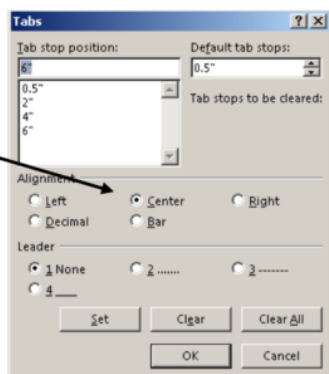 Tabs
Tab stop position: Default tab stops:
6" 0.5"
0.5" Tab stops to be cleared:
2"
4"
6"
Alignment
Left Center Right
Decimal Bar
Leader
1 None 2 ....... 3 -------
4 ___
Set Clear Clear All
OK Cancel